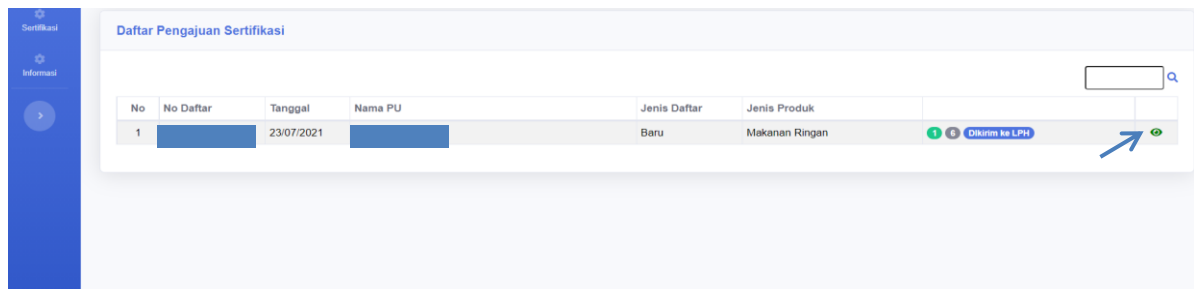 Sertifikasi
Informasi
Daftar Pengajuan Sertifikasi
No No Daftar Tanggal Nama PU Jenis Daftar Jenis Produk
1 23/07/2021 Baru Makanan Ringan 1 6 Dikirim ke LPH